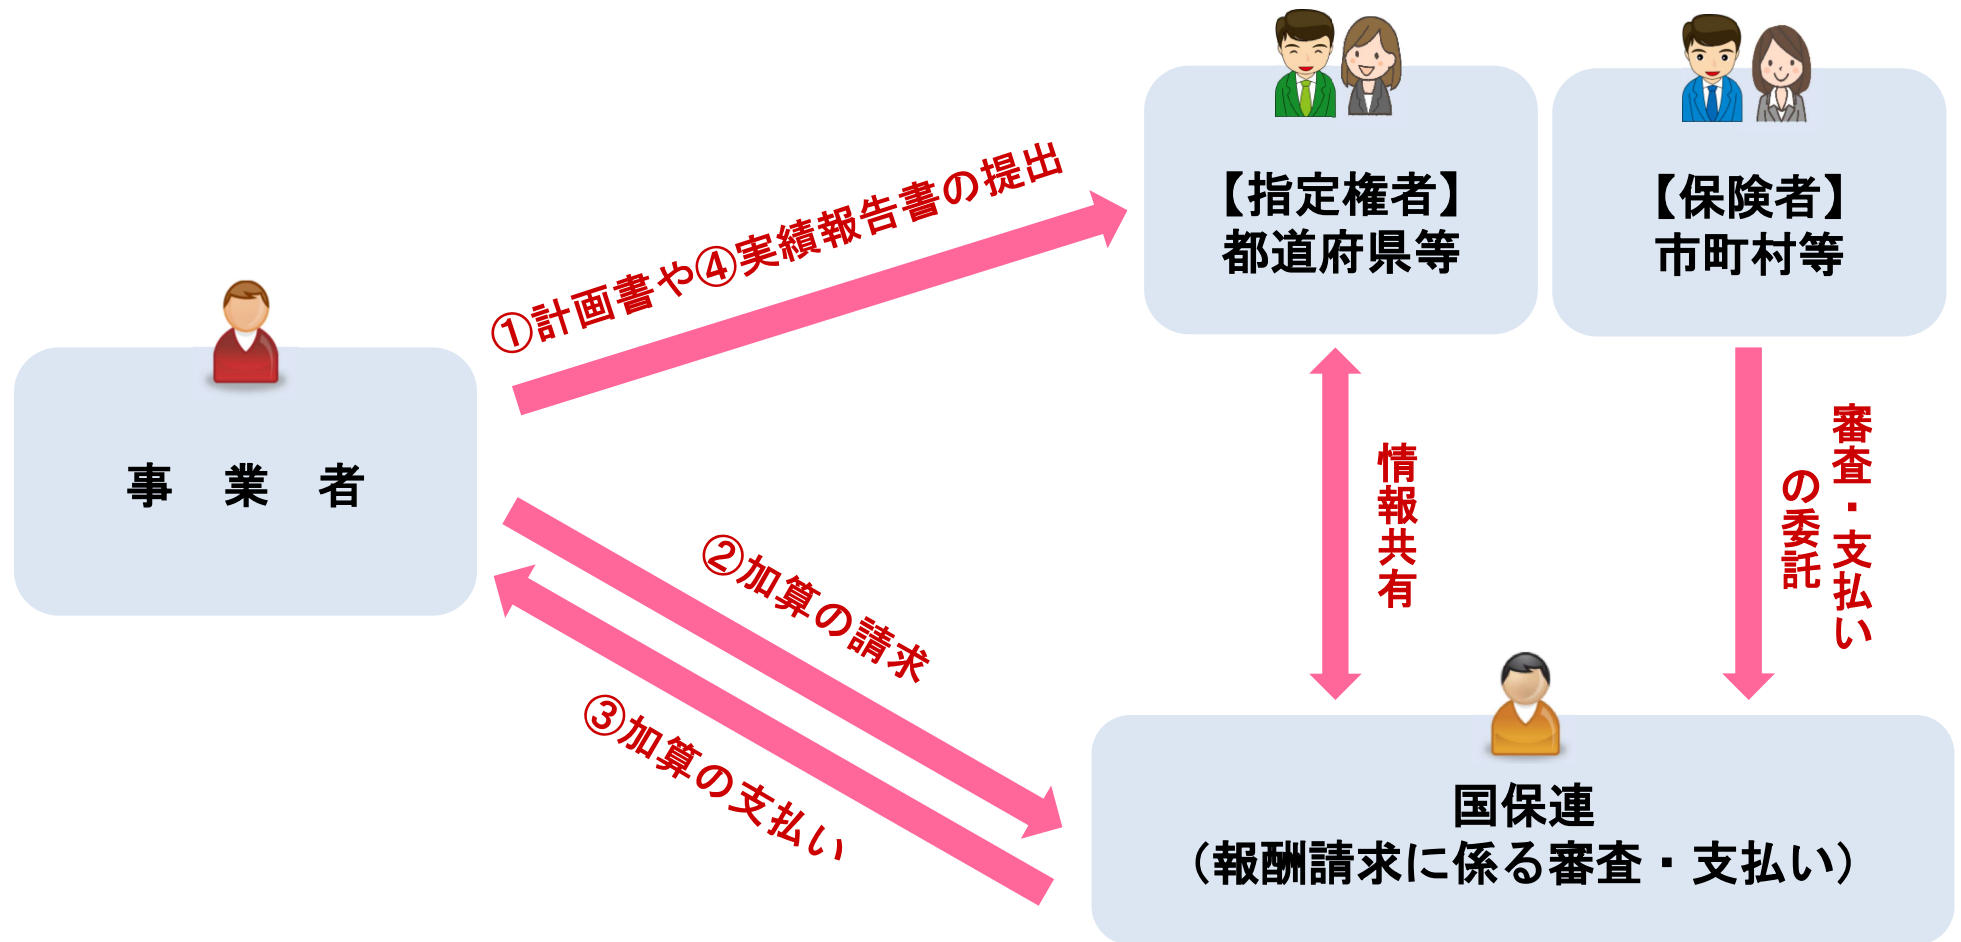 【指定権者】
都道府県等
【保険者】
市町村等
①計画書や④実績報告書の提出
事　業　者
情報共有
審査・支払い
の委託
②加算の請求
③加算の支払い
国保連
（報酬請求に係る審査・支払い）